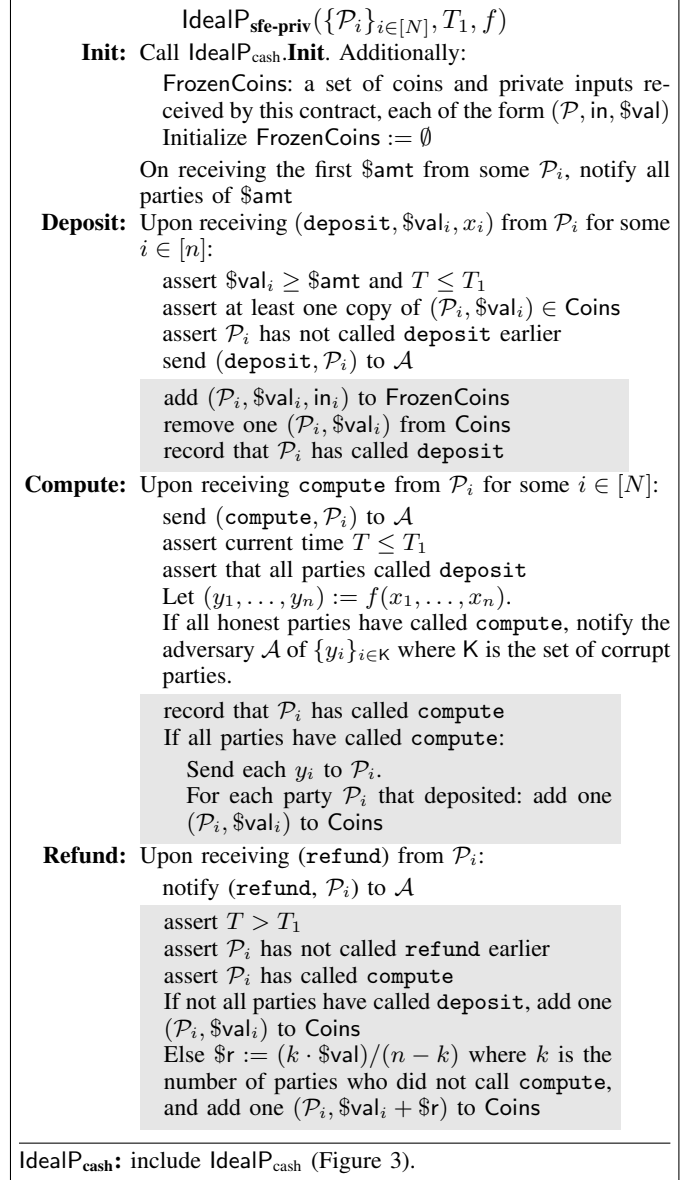 IdealP_sfe-priv({𝒫_i}_{i∈[N]}, T_1, f)
Init: Call IdealP_cash.Init. Additionally:
FrozenCoins: a set of coins and private inputs re-
ceived by this contract, each of the form (𝒫, in, $val)
Initialize FrozenCoins := ∅
On receiving the first $amt from some 𝒫_i, notify all
parties of $amt
Deposit: Upon receiving (deposit, $val_i, x_i) from 𝒫_i for some
i ∈ [n]:
assert $val_i ≥ $amt and T ≤ T_1
assert at least one copy of (𝒫_i, $val_i) ∈ Coins
assert 𝒫_i has not called deposit earlier
send (deposit, 𝒫_i) to 𝒜
add (𝒫_i, $val_i, in_i) to FrozenCoins
remove one (𝒫_i, $val_i) from Coins
record that 𝒫_i has called deposit
Compute: Upon receiving compute from 𝒫_i for some i ∈ [N]:
send (compute, 𝒫_i) to 𝒜
assert current time T ≤ T_1
assert that all parties called deposit
Let (y_1, . . . , y_n) := f(x_1, . . . , x_n).
If all honest parties have called compute, notify the
adversary 𝒜 of {y_i}_{i∈K} where K is the set of corrupt
parties.
record that 𝒫_i has called compute
If all parties have called compute:
Send each y_i to 𝒫_i.
For each party 𝒫_i that deposited: add one
(𝒫_i, $val_i) to Coins
Refund: Upon receiving (refund) from 𝒫_i:
notify (refund, 𝒫_i) to 𝒜
assert T > T_1
assert 𝒫_i has not called refund earlier
assert 𝒫_i has called compute
If not all parties have called deposit, add one
(𝒫_i, $val_i) to Coins
Else $r := (k · $val)/(n − k) where k is the
number of parties who did not call compute,
and add one (𝒫_i, $val_i + $r) to Coins
IdealP_cash: include IdealP_cash (Figure 3).